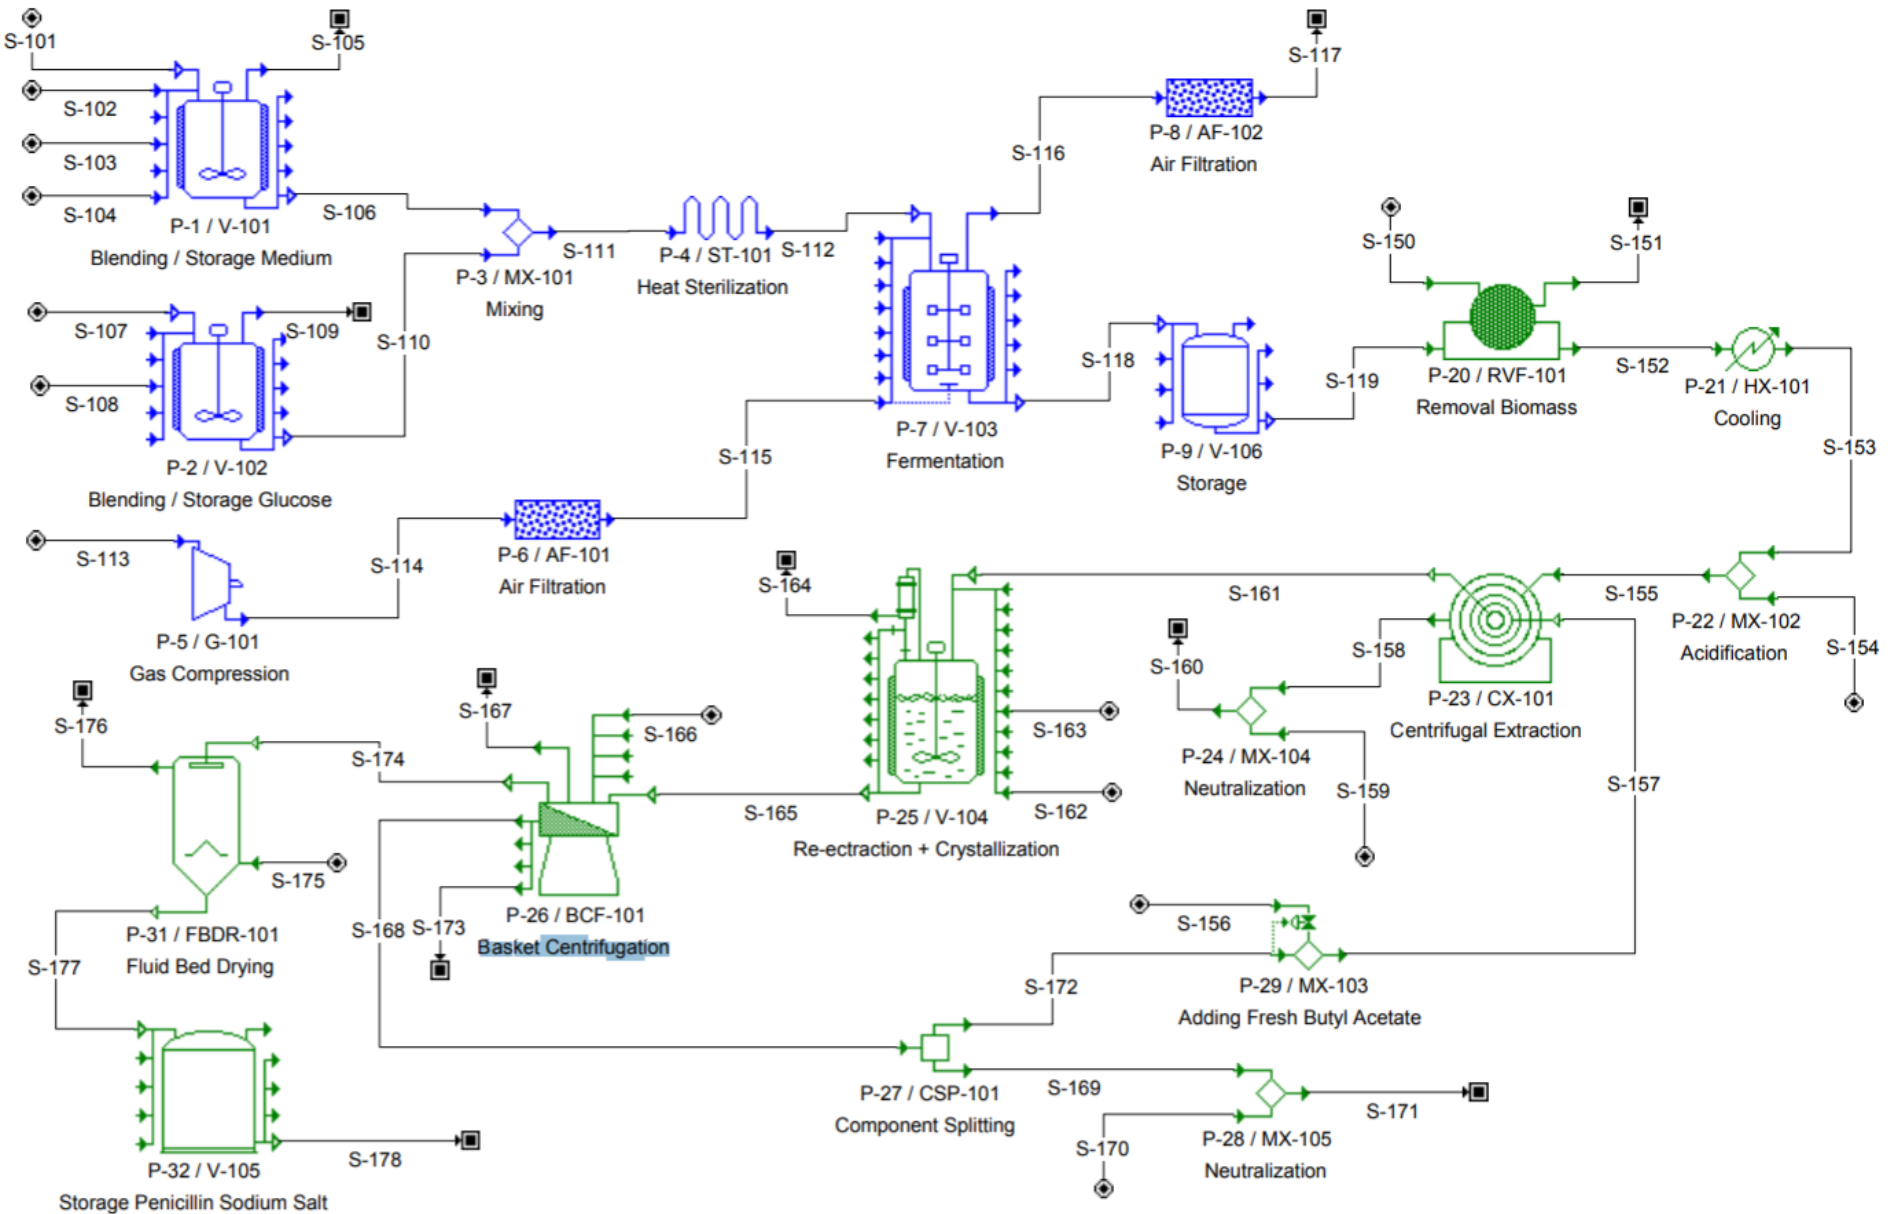 S-101
S-105
S-102
S-103
S-104
S-106
P-1 / V-101
Blending / Storage Medium
S-107
S-109
S-108
S-110
P-2 / V-102
Blending / Storage Glucose
P-3 / MX-101
Mixing
S-111
P-4 / ST-101
Heat Sterilization
S-112
S-113
P-5 / G-101
Gas Compression
S-114
P-6 / AF-101
Air Filtration
S-115
P-7 / V-103
Fermentation
S-116
P-8 / AF-102
Air Filtration
S-117
S-118
P-9 / V-106
Storage
S-119
S-150
S-151
P-20 / RVF-101
Removal Biomass
S-152
P-21 / HX-101
Cooling
S-153
P-22 / MX-102
Acidification
S-154
S-155
P-23 / CX-101
Centrifugal Extraction
S-157
S-158
P-24 / MX-104
Neutralization
S-159
S-160
S-161
S-164
S-163
S-162
P-25 / V-104
Re-ectraction + Crystallization
S-165
S-166
S-167
P-26 / BCF-101
Basket Centrifugation
S-168
S-173
S-174
S-176
S-175
P-31 / FBDR-101
Fluid Bed Drying
S-177
P-32 / V-105
Storage Penicillin Sodium Salt
S-178
S-156
P-29 / MX-103
Adding Fresh Butyl Acetate
S-172
P-27 / CSP-101
Component Splitting
S-169
S-170
P-28 / MX-105
Neutralization
S-171